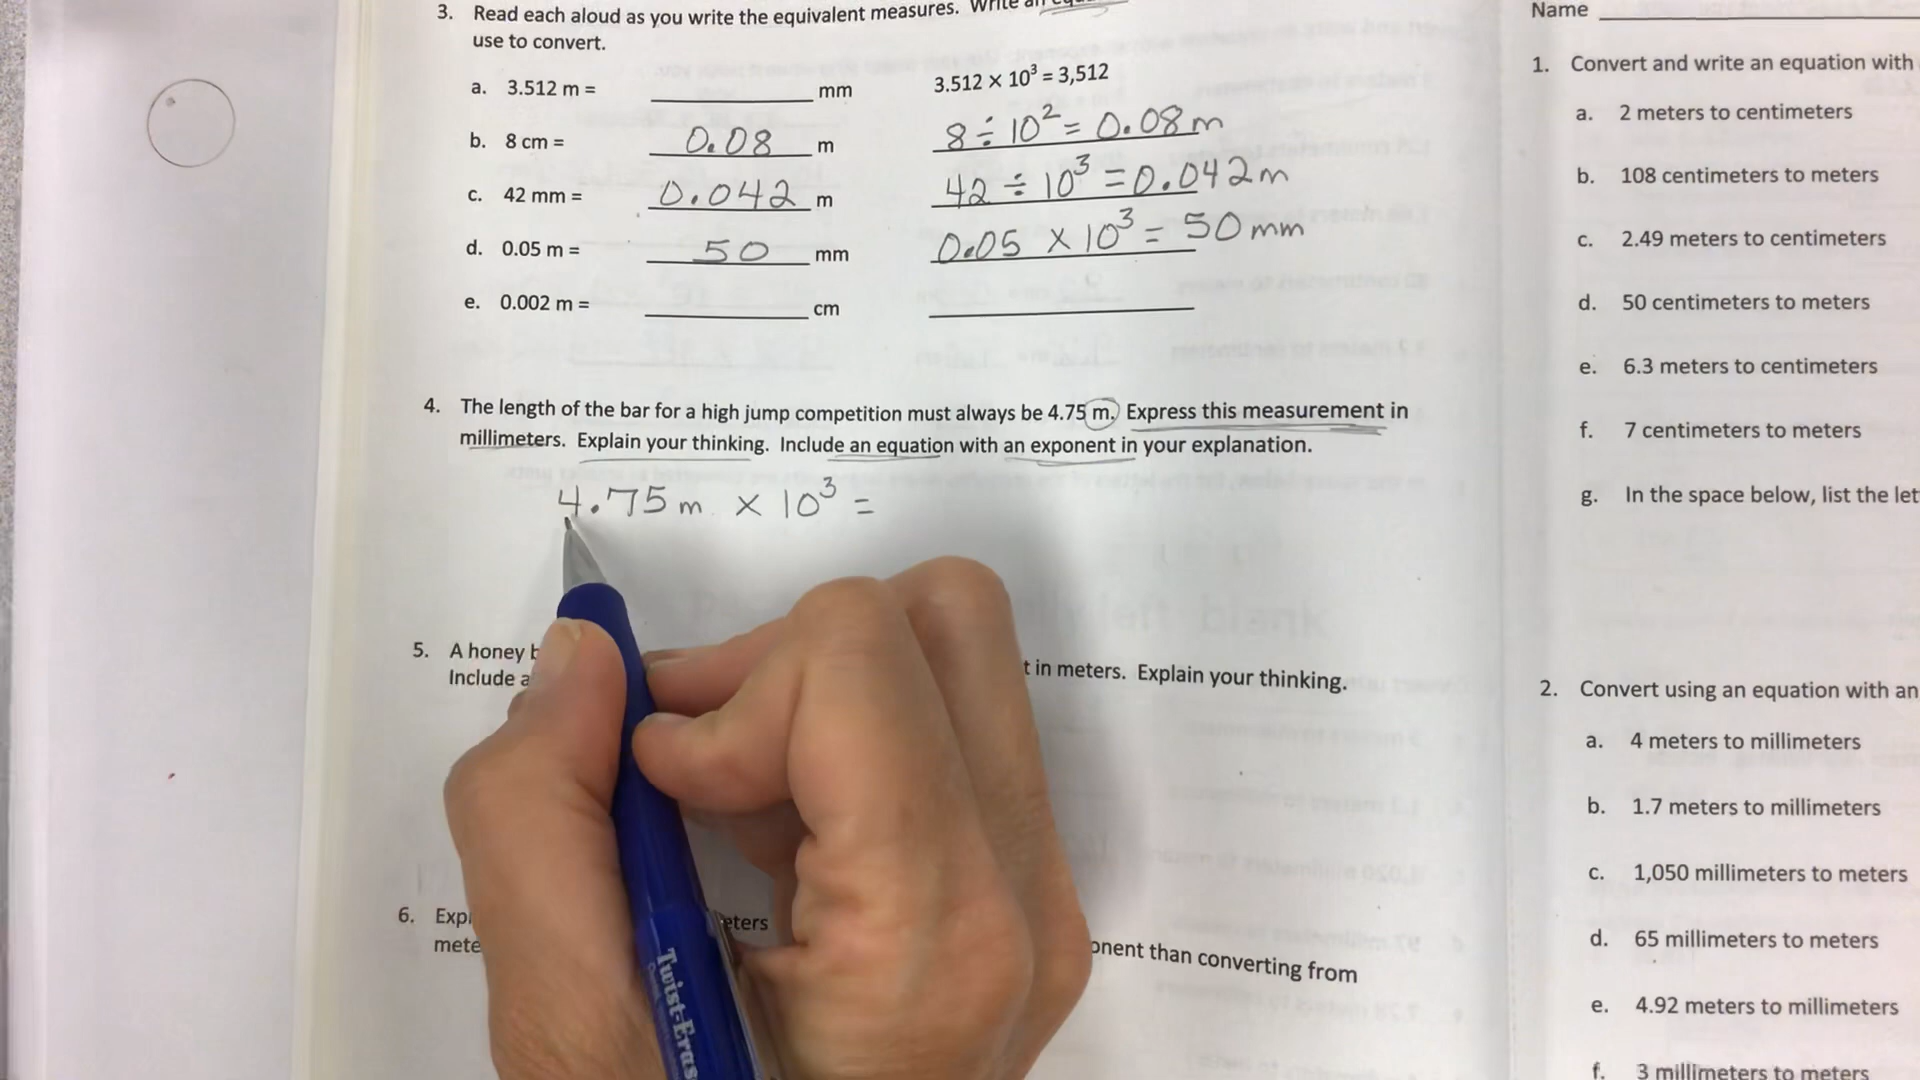 3. Read each aloud as you write the equivalent measures. Write an
use to convert.
a. 3.512 m = ____ mm 3.512 × 10³ = 3,512
b. 8 cm = 0.08 m 8 ÷ 10² = 0.08 m
c. 42 mm = 0.042 m 42 ÷ 10³ = 0.042 m
d. 0.05 m = 50 mm 0.05 × 10³ = 50 mm
e. 0.002 m = ____ cm ____
4. The length of the bar for a high jump competition must always be 4.75 m. Express this measurement in
millimeters. Explain your thinking. Include an equation with an exponent in your explanation.
4.75 m × 10³ =
5. A honey t in meters. Explain your thinking.
Include a
6. Expl eters
mete onent than converting from
Twist-Eras
Name ____
1. Convert and write an equation with
a. 2 meters to centimeters
b. 108 centimeters to meters
c. 2.49 meters to centimeters
d. 50 centimeters to meters
e. 6.3 meters to centimeters
f. 7 centimeters to meters
g. In the space below, list the let
2. Convert using an equation with an
a. 4 meters to millimeters
b. 1.7 meters to millimeters
c. 1,050 millimeters to meters
d. 65 millimeters to meters
e. 4.92 meters to millimeters
f. 3 millimeters to meters